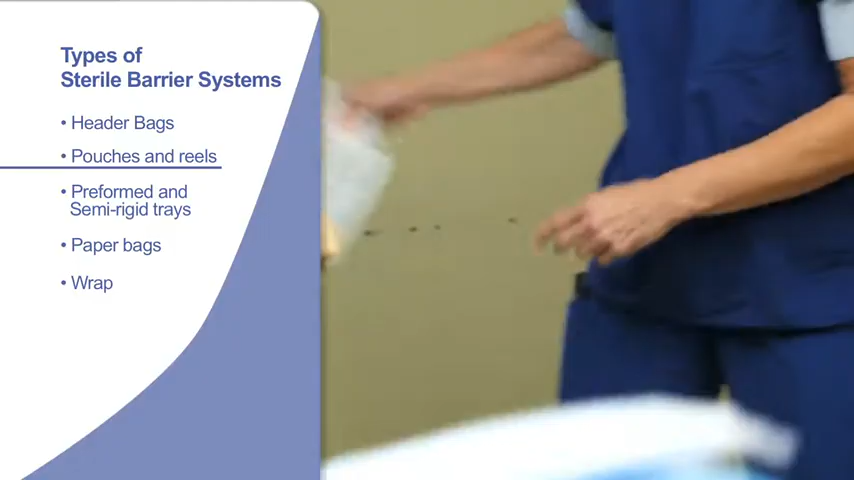 Types of
Sterile Barrier Systems
• Header Bags
• Pouches and reels
• Preformed and
Semi-rigid trays
• Paper bags
• Wrap